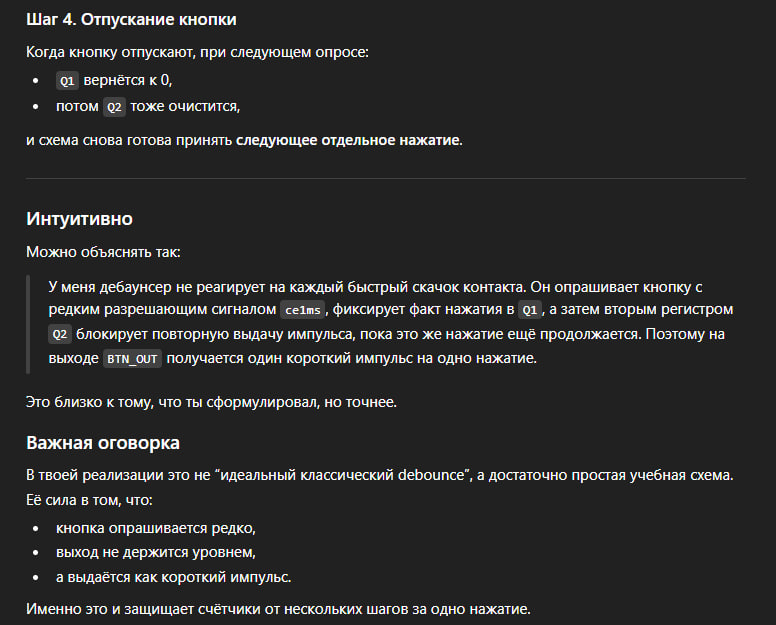 Шаг 4. Отпускание кнопки
Когда кнопку отпускают, при следующем опросе:
• Q1 вернётся к 0,
• потом Q2 тоже очистится,
и схема снова готова принять следующее отдельное нажатие.
Интуитивно
Можно объяснять так:
У меня дебаунсер не реагирует на каждый быстрый скачок контакта. Он опрашивает кнопку с
редким разрешающим сигналом ce1ms, фиксирует факт нажатия в Q1, а затем вторым регистром
Q2 блокирует повторную выдачу импульса, пока это же нажатие ещё продолжается. Поэтому на
выходе BTN_OUT получается один короткий импульс на одно нажатие.
Это близко к тому, что ты сформулировал, но точнее.
Важная оговорка
В твоей реализации это не “идеальный классический debounce”, а достаточно простая учебная схема.
Её сила в том, что:
• кнопка опрашивается редко,
• выход не держится уровнем,
• а выдаётся как короткий импульс.
Именно это и защищает счётчики от нескольких шагов за одно нажатие.